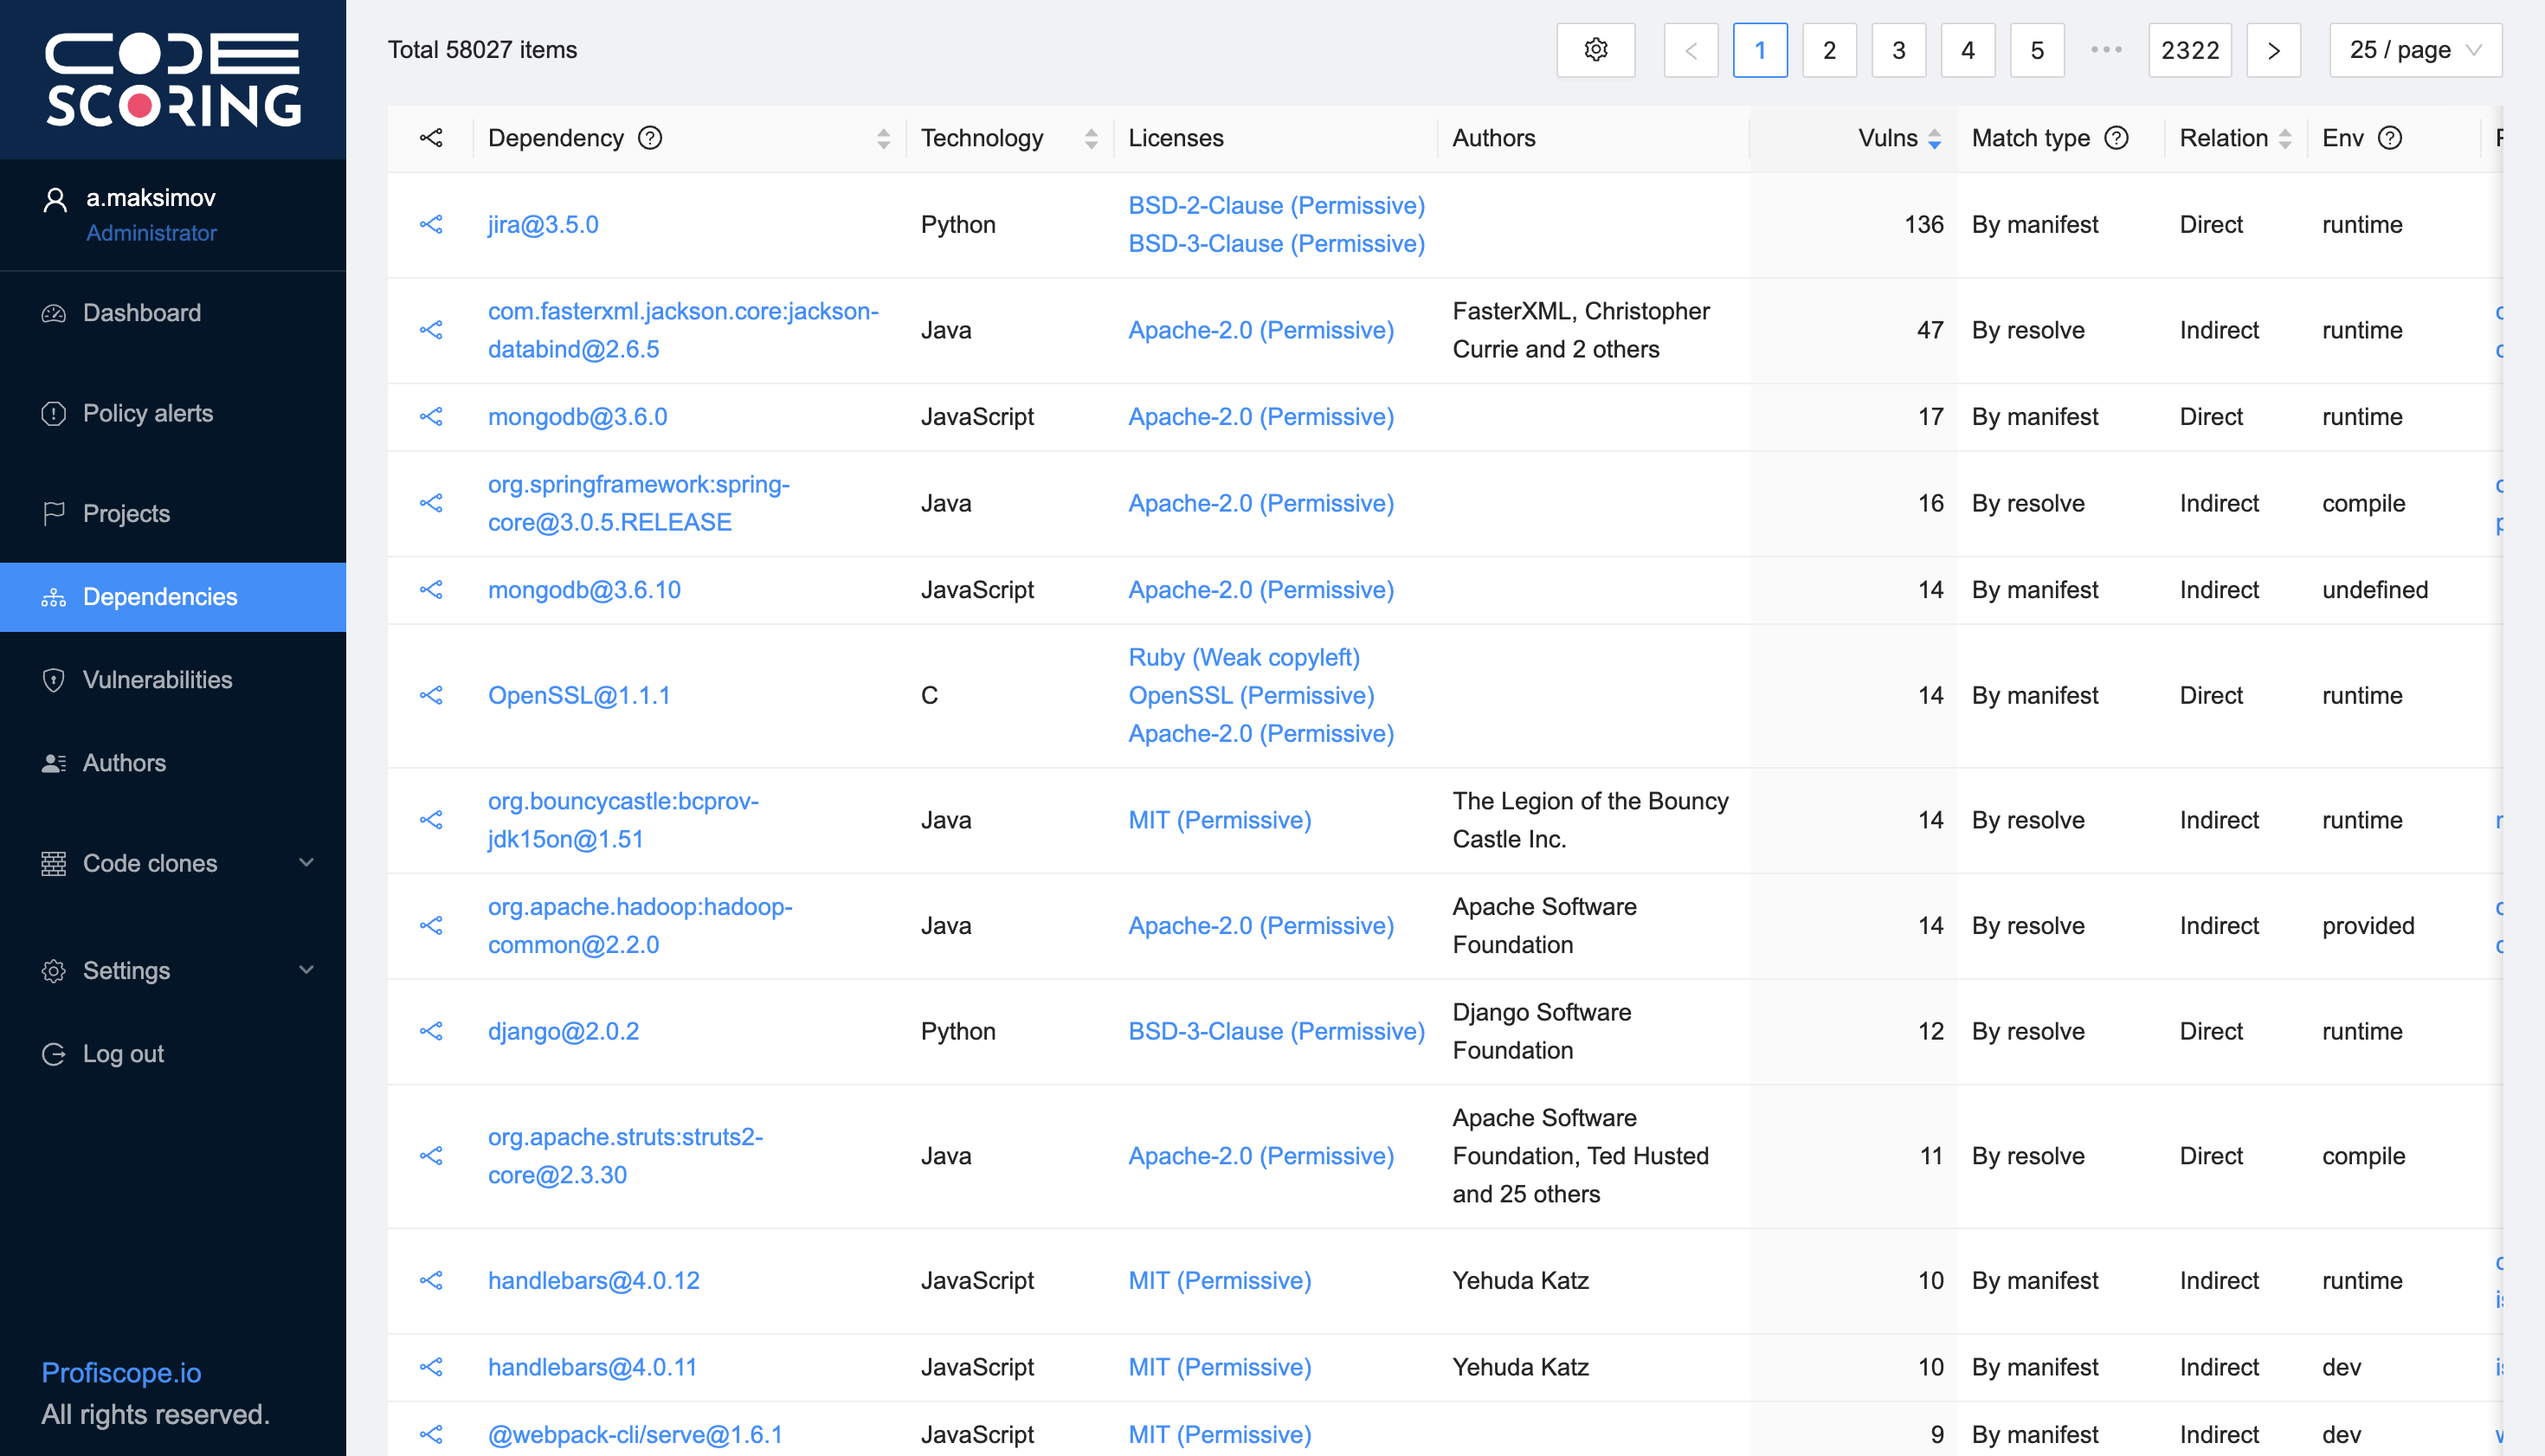 CODE
SCORING
a.maksimov
Administrator
Dashboard
Policy alerts
Projects
Dependencies
Vulnerabilities
Authors
Code clones
Settings
Log out
Profiscope.io
All rights reserved.
Total 58027 items
1 2 3 4 5 ••• 2322 25 / page
Dependency Technology Licenses Authors Vulns Match type Relation Env
jira@3.5.0 Python BSD-2-Clause (Permissive) 136 By manifest Direct runtime
BSD-3-Clause (Permissive)
com.fasterxml.jackson.core:jackson- Java Apache-2.0 (Permissive) FasterXML, Christopher 47 By resolve Indirect runtime
databind@2.6.5 Currie and 2 others
mongodb@3.6.0 JavaScript Apache-2.0 (Permissive) 17 By manifest Direct runtime
org.springframework:spring- Java Apache-2.0 (Permissive) 16 By resolve Indirect compile
core@3.0.5.RELEASE
mongodb@3.6.10 JavaScript Apache-2.0 (Permissive) 14 By manifest Indirect undefined
Ruby (Weak copyleft)
OpenSSL@1.1.1 C OpenSSL (Permissive) 14 By manifest Direct runtime
Apache-2.0 (Permissive)
org.bouncycastle:bcprov- Java MIT (Permissive) The Legion of the Bouncy 14 By resolve Indirect runtime
jdk15on@1.51 Castle Inc.
org.apache.hadoop:hadoop- Java Apache-2.0 (Permissive) Apache Software 14 By resolve Indirect provided
common@2.2.0 Foundation
django@2.0.2 Python BSD-3-Clause (Permissive) Django Software 12 By resolve Direct runtime
Foundation
Apache Software
org.apache.struts:struts2- Java Apache-2.0 (Permissive) Foundation, Ted Husted 11 By resolve Direct compile
core@2.3.30 and 25 others
handlebars@4.0.12 JavaScript MIT (Permissive) Yehuda Katz 10 By manifest Indirect runtime
handlebars@4.0.11 JavaScript MIT (Permissive) Yehuda Katz 10 By manifest Indirect dev
@webpack-cli/serve@1.6.1 JavaScript MIT (Permissive) 9 By manifest Indirect dev